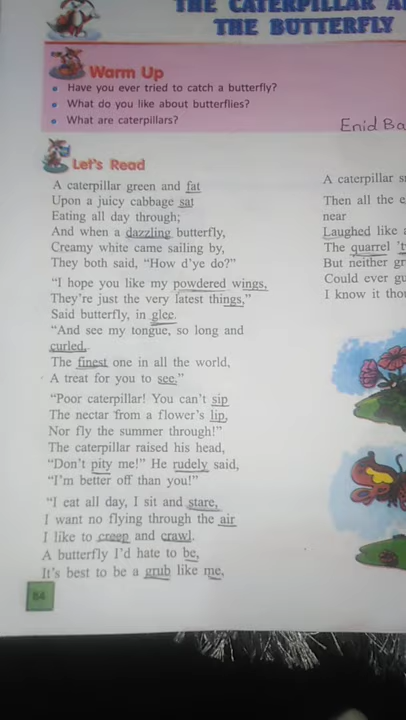 THE CATERPILLAR A
THE BUTTERFLY
Warm Up
Have you ever tried to catch a butterfly?
What do you like about butterflies?
What are caterpillars?
Enid Ba
Let's Read
A caterpillar green and fat
Upon a juicy cabbage sat
Eating all day through;
And when a dazzling butterfly,
Creamy white came sailing by,
They both said, "How d'ye do?"
"I hope you like my powdered wings,
They're just the very latest things,"
Said butterfly, in glee.
"And see my tongue, so long and
curled,
The finest one in all the world,
A treat for you to see."
"Poor caterpillar! You can't sip
The nectar from a flower's lip,
Nor fly the summer through!"
The caterpillar raised his head,
"Don't pity me!" He rudely said,
"I'm better off than you!"
"I eat all day, I sit and stare,
I want no flying through the air
I like to creep and crawl.
A butterfly I'd hate to be,
It's best to be a grub like me,
84
A caterpillar s
Then all the e
near
Laughed like a
The quarrel 't
But neither gr
Could ever gu
I know it tho